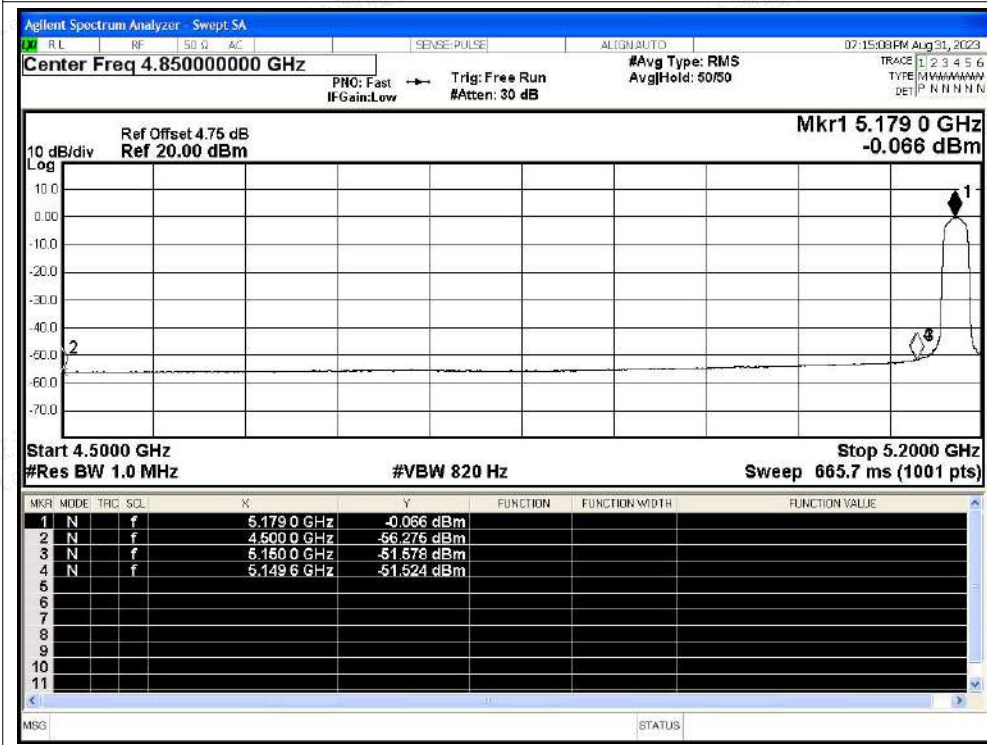 Agilent Spectrum Analyzer - Swept SA
LXI RL RF 50 Ω AC SENSE:PULSE ALIGN AUTO 07:15:08 PM Aug 31, 2023
Center Freq 4.850000000 GHz
PNO: Fast
IFGain:Low
Trig: Free Run
#Atten: 30 dB
#Avg Type: RMS
Avg|Hold: 50/50
TRACE 1 2 3 4 5 6
TYPE M
DET P N N N N N
Ref Offset 4.75 dB
10 dB/div Ref 20.00 dBm
Log
Mkr1 5.179 0 GHz
-0.066 dBm
10.0
0.00
-10.0
-20.0
-30.0
-40.0
-50.0
-60.0
-70.0
1
2
Start 4.5000 GHz Stop 5.2000 GHz
#Res BW 1.0 MHz #VBW 820 Hz Sweep 665.7 ms (1001 pts)
MKR MODE TRC SCL X Y FUNCTION FUNCTION WIDTH FUNCTION VALUE
1 N f 5.179 0 GHz -0.066 dBm
2 N f 4.500 0 GHz -56.275 dBm
3 N f 5.150 0 GHz -51.578 dBm
4 N f 5.149 6 GHz -51.524 dBm
5
6
7
8
9
10
11
MSG STATUS